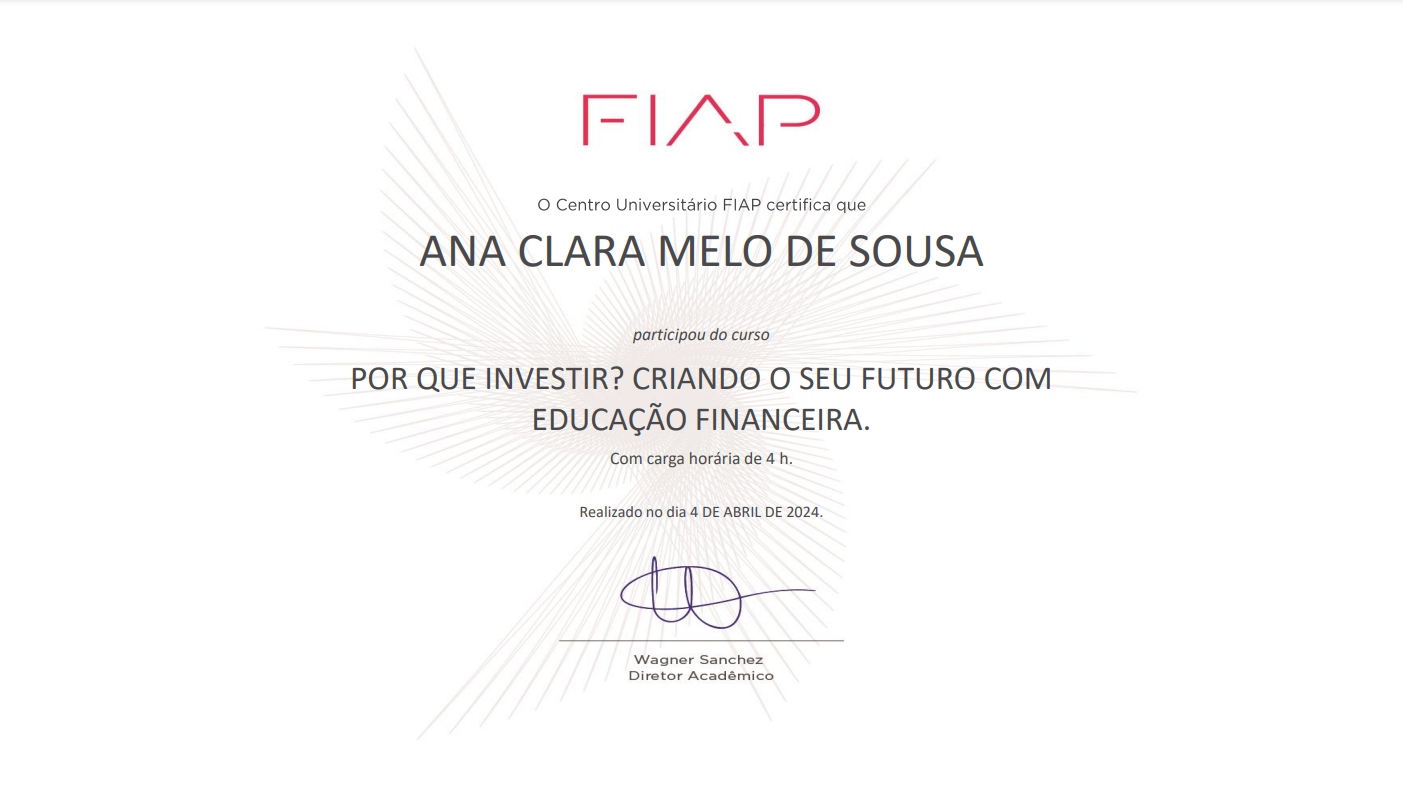 FIAP
O Centro Universitário FIAP certifica que
ANA CLARA MELO DE SOUSA
participou do curso
POR QUE INVESTIR? CRIANDO O SEU FUTURO COM
EDUCAÇÃO FINANCEIRA.
Com carga horária de 4 h.
Realizado no dia 4 DE ABRIL DE 2024.
Wagner Sanchez
Diretor Acadêmico